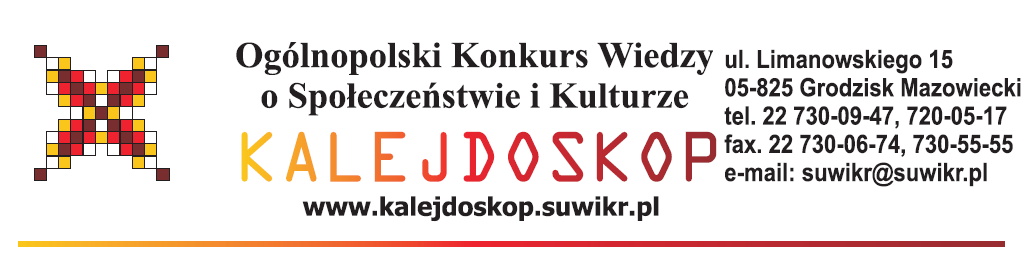 Ogólnopolski Konkurs Wiedzy
o Społeczeństwie i Kulturze
KALEJDOSKOP
www.kalejdoskop.suwikr.pl
ul. Limanowskiego 15
05-825 Grodzisk Mazowiecki
tel. 22 730-09-47, 720-05-17
fax. 22 730-06-74, 730-55-55
e-mail: suwikr@suwikr.pl